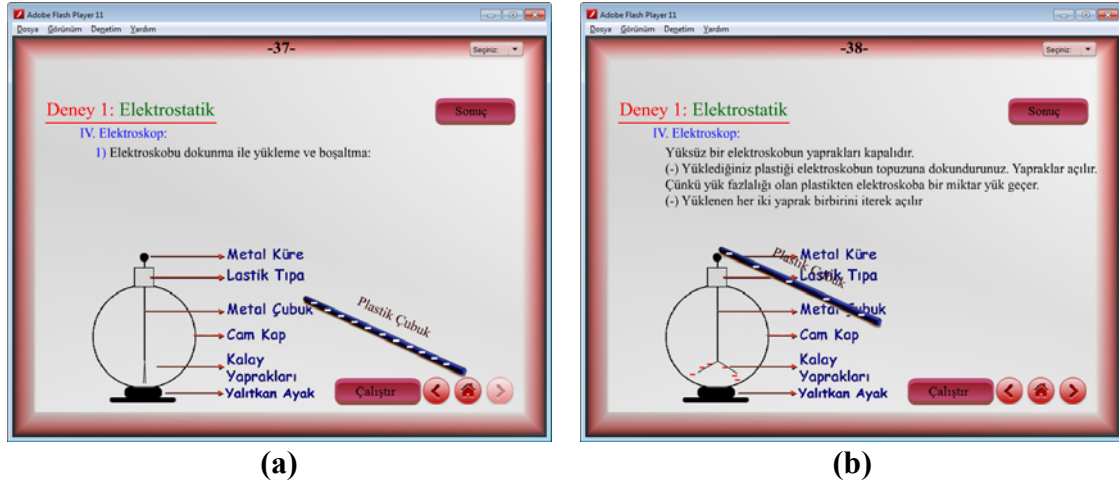 Adobe Flash Player 11
Dosya Görünüm Denetim Yardım
-37-
Seçiniz:
Deney 1: Elektrostatik
Sonuç
IV. Elektroskop:
1) Elektroskobu dokunma ile yükleme ve boşaltma:
Metal Küre
Lastik Tıpa
Metal Çubuk
Plastik Çubuk
Cam Kap
Kalay
Yaprakları
Yalıtkan Ayak
Çalıştır
(a)
Adobe Flash Player 11
Dosya Görünüm Denetim Yardım
-38-
Seçiniz:
Deney 1: Elektrostatik
Sonuç
IV. Elektroskop:
Yüksüz bir elektroskobun yaprakları kapalıdır.
(-) Yüklediğiniz plastiği elektroskobun topuzuna dokundurunuz. Yapraklar açılır.
Çünkü yük fazlalığı olan plastikten elektroskoba bir miktar yük geçer.
(-) Yüklenen her iki yaprak birbirini iterek açılır
Metal Küre
Plastik Çubuk
Lastik Tıpa
Metal Çubuk
Cam Kap
Kalay
Yaprakları
Yalıtkan Ayak
Çalıştır
(b)